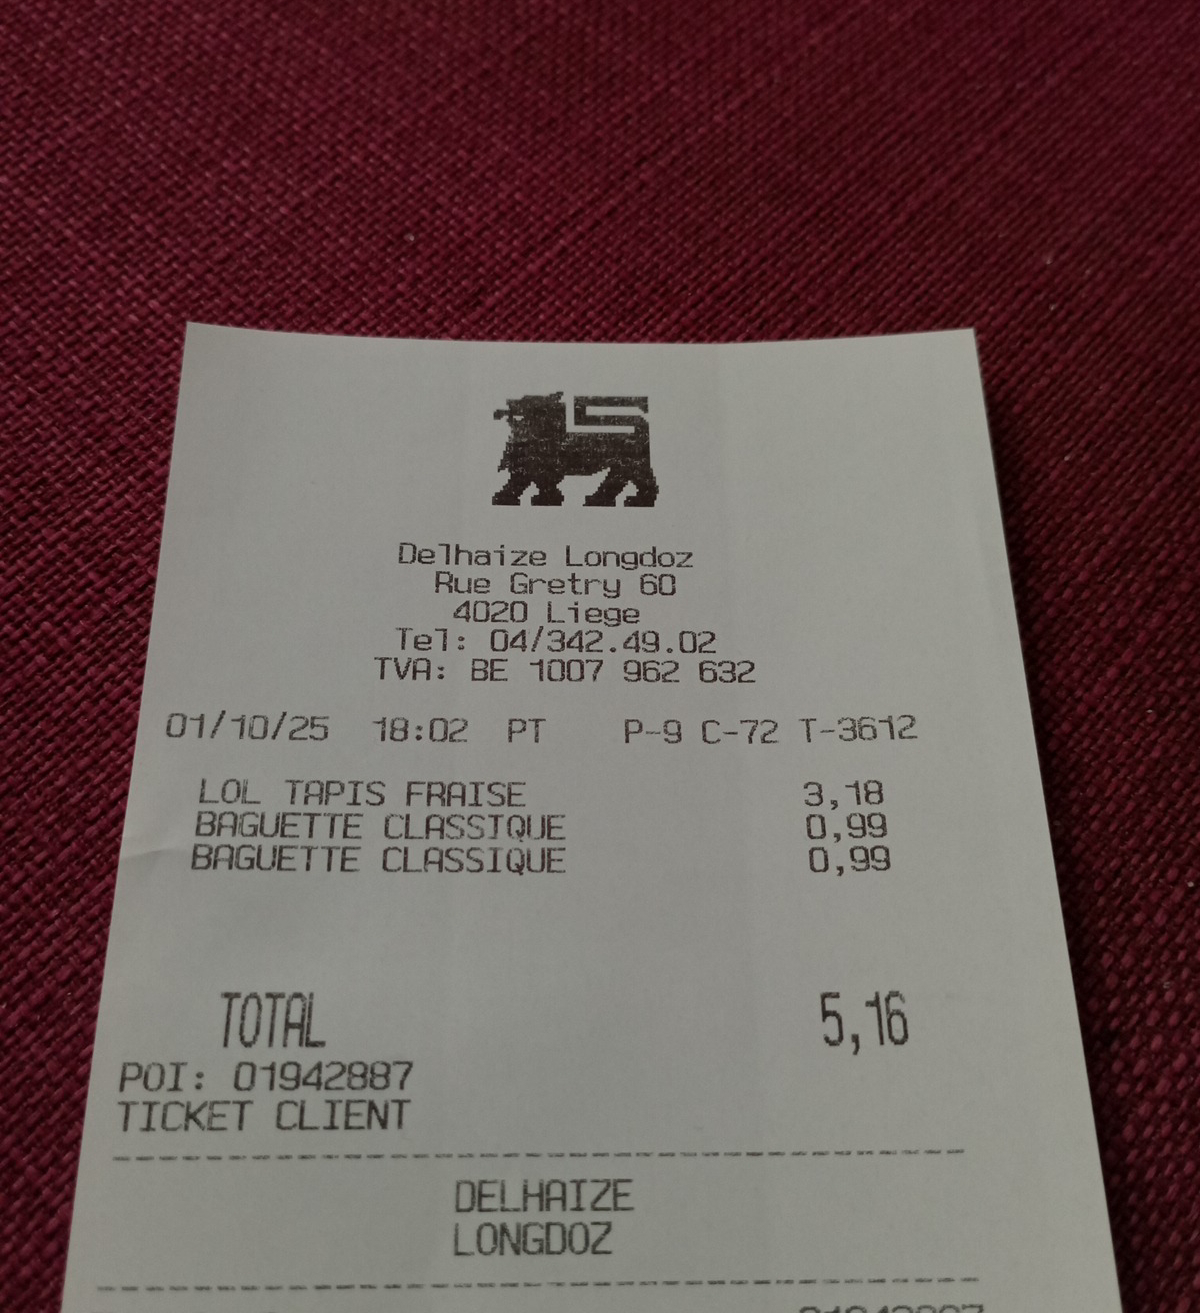 Delhaize Longdoz
Rue Gretry 60
4020 Liege
Tel: 04/342.49.02
TVA: BE 1007 962 632
01/10/25 18:02 PT P-9 C-72 T-3612
LOL TAPIS FRAISE 3,18
BAGUETTE CLASSIQUE 0,99
BAGUETTE CLASSIQUE 0,99
TOTAL 5,16
POI: 01942887
TICKET CLIENT
DELHAIZE
LONGDOZ